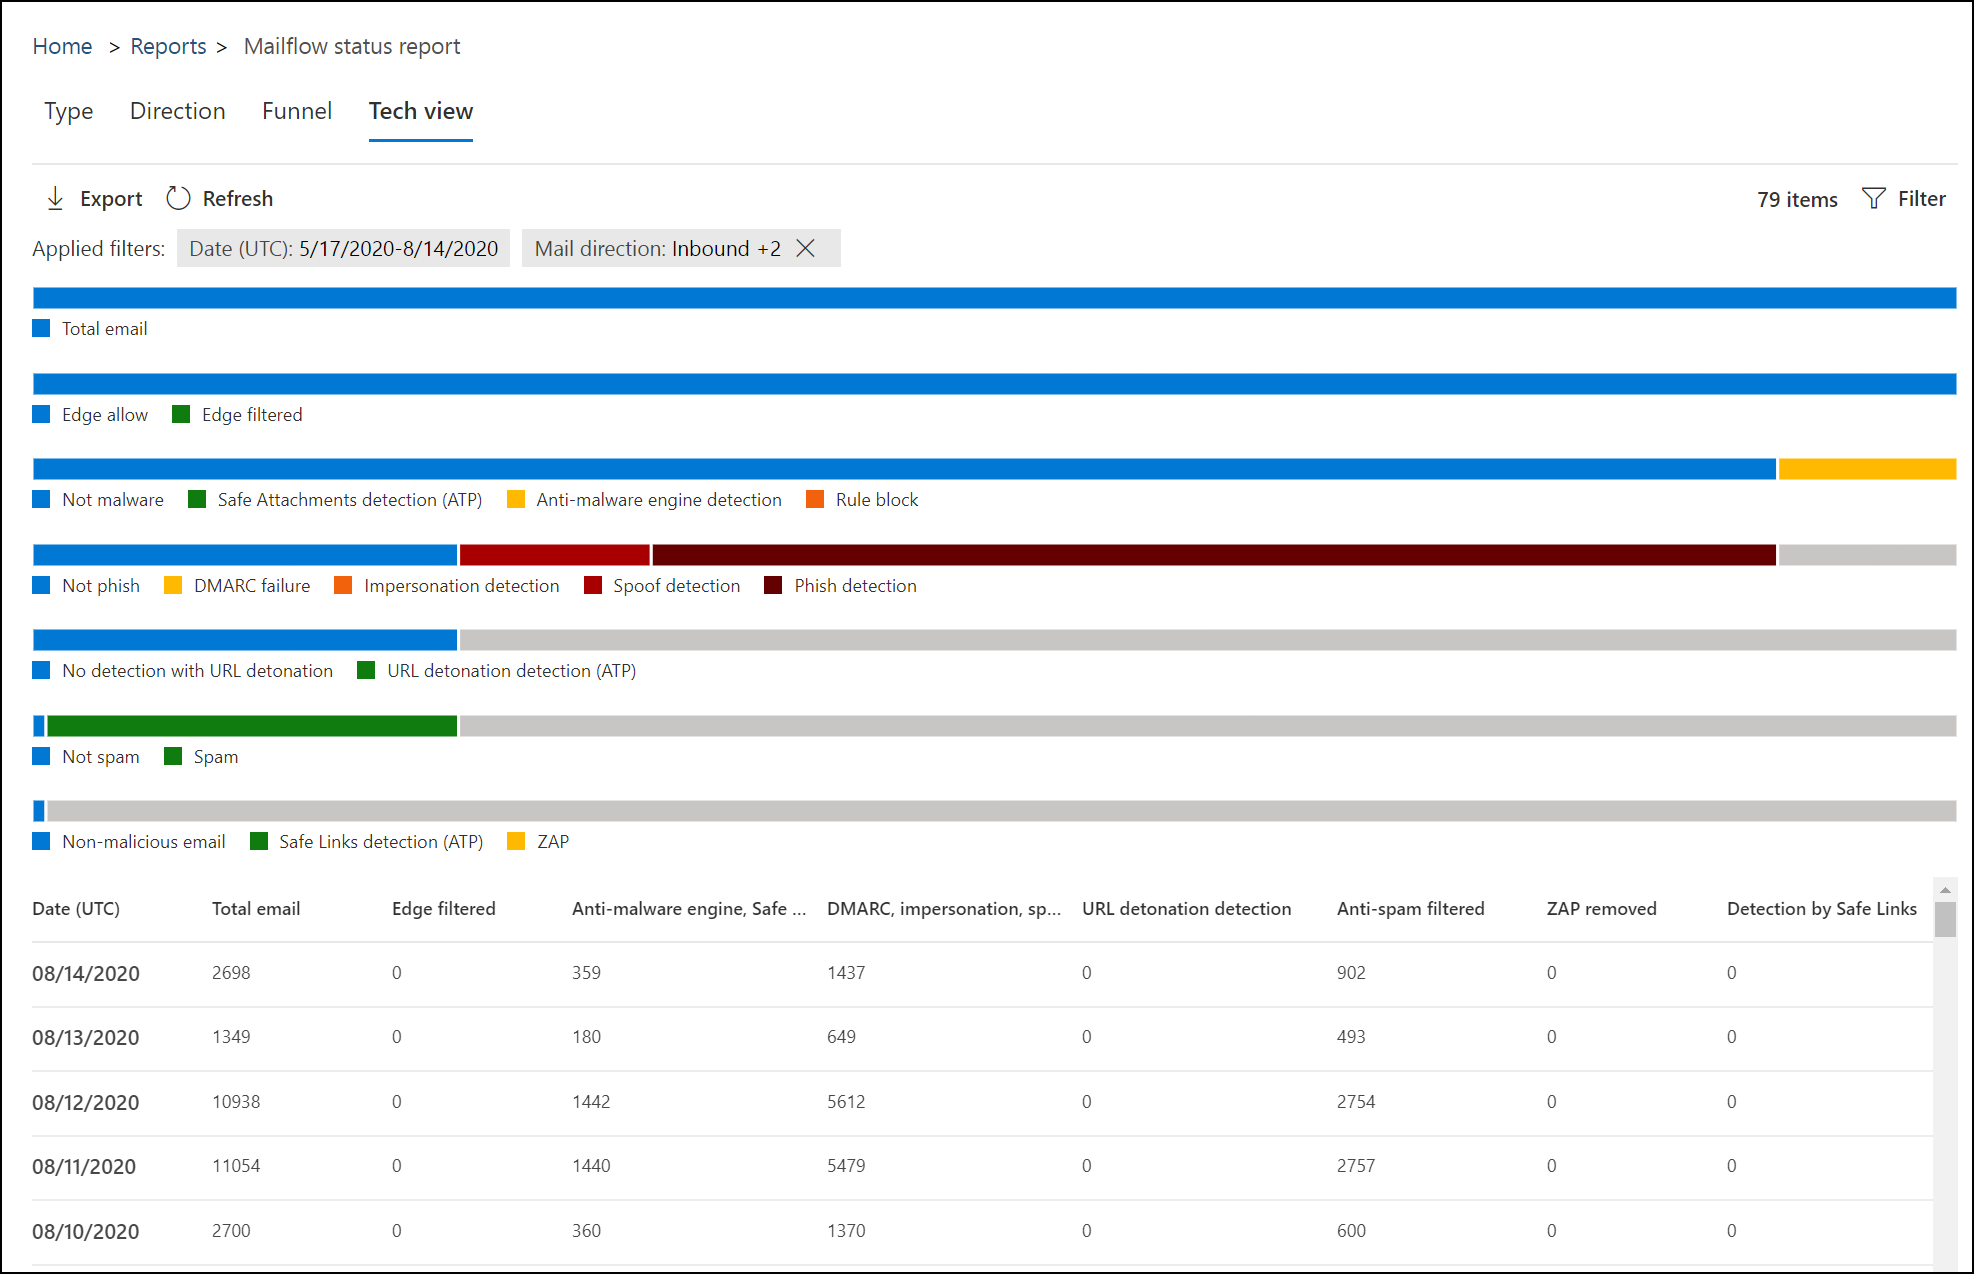 Home > Reports > Mailflow status report
Type Direction Funnel Tech view
Export Refresh 79 items Filter
Applied filters: Date (UTC): 5/17/2020-8/14/2020 Mail direction: Inbound +2
Total email
Edge allow Edge filtered
Not malware Safe Attachments detection (ATP) Anti-malware engine detection Rule block
Not phish DMARC failure Impersonation detection Spoof detection Phish detection
No detection with URL detonation URL detonation detection (ATP)
Not spam Spam
Non-malicious email Safe Links detection (ATP) ZAP
Date (UTC) Total email Edge filtered Anti-malware engine, Safe ... DMARC, impersonation, sp... URL detonation detection Anti-spam filtered ZAP removed Detection by Safe Links
08/14/2020 2698 0 359 1437 0 902 0 0
08/13/2020 1349 0 180 649 0 493 0 0
08/12/2020 10938 0 1442 5612 0 2754 0 0
08/11/2020 11054 0 1440 5479 0 2757 0 0
08/10/2020 2700 0 360 1370 0 600 0 0